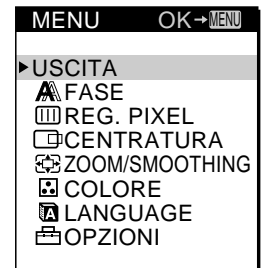 MENU OK→MENU
USCITA
FASE
REG. PIXEL
CENTRATURA
ZOOM/SMOOTHING
COLORE
LANGUAGE
OPZIONI